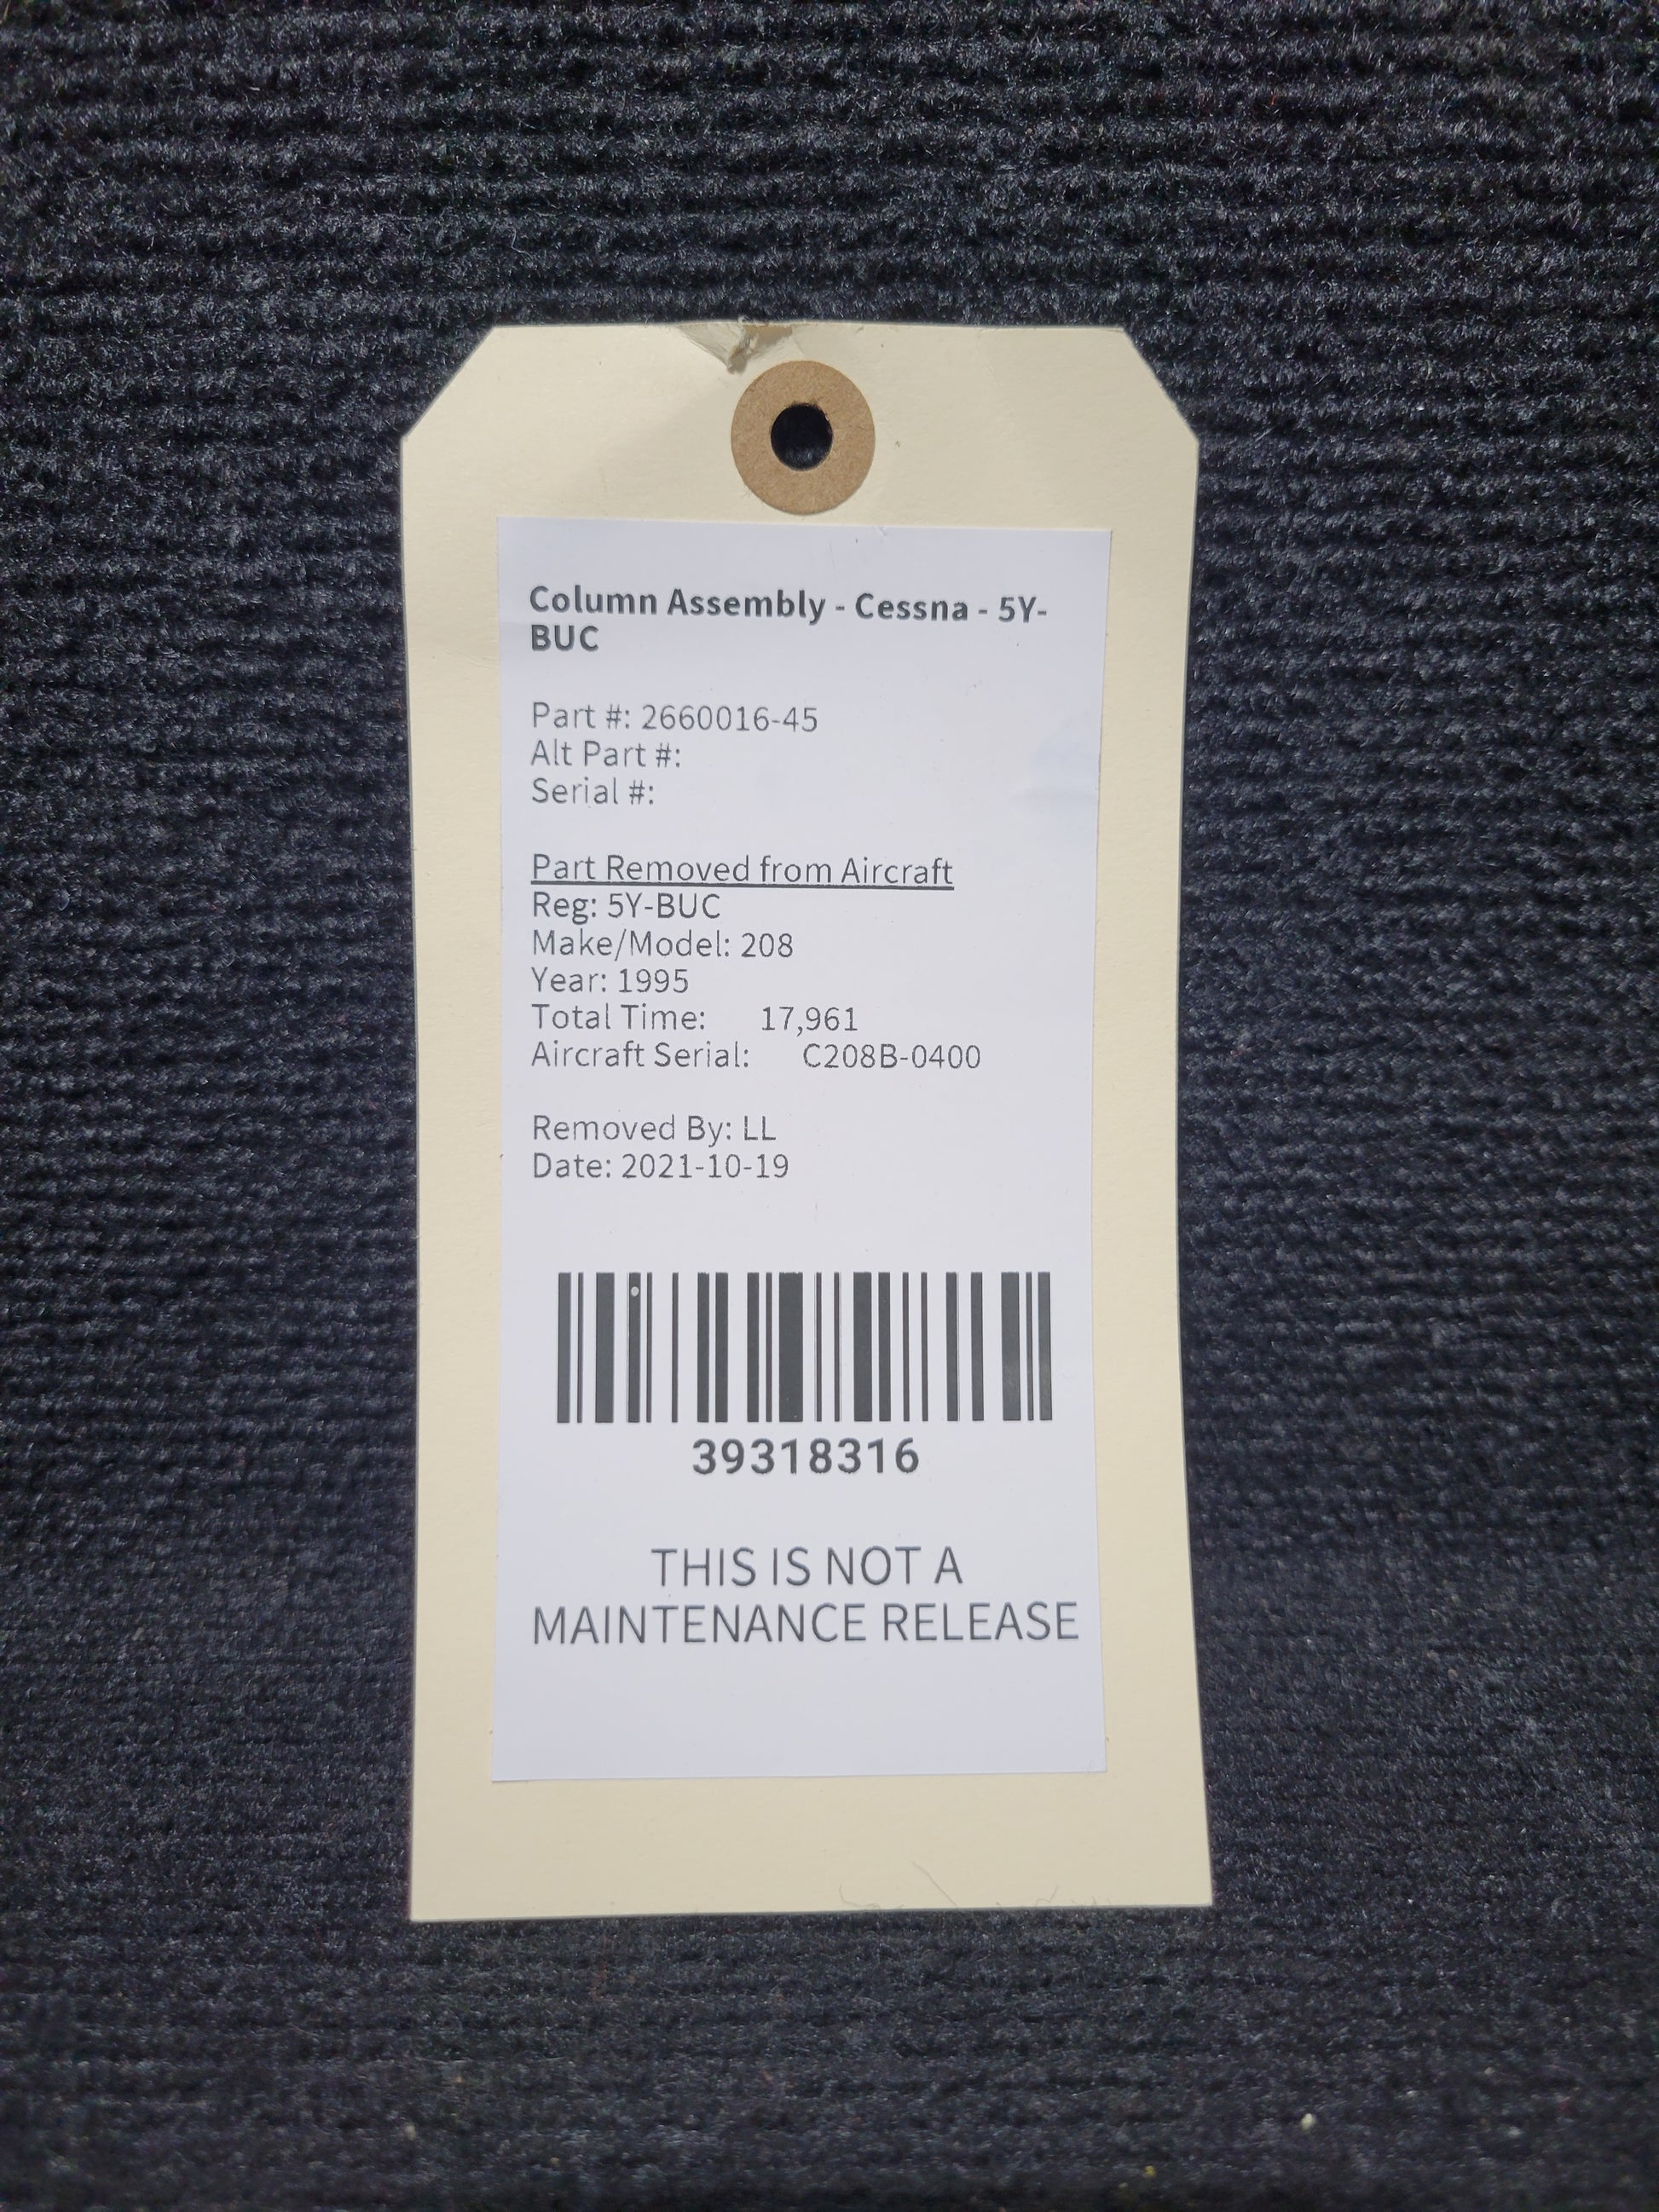 Column Assembly - Cessna - 5Y-
BUC
Part #: 2660016-45
Alt Part #:
Serial #:
Part Removed from Aircraft
Reg: 5Y-BUC
Make/Model: 208
Year: 1995
Total Time: 17,961
Aircraft Serial: C208B-0400
Removed By: LL
Date: 2021-10-19
39318316
THIS IS NOT A
MAINTENANCE RELEASE